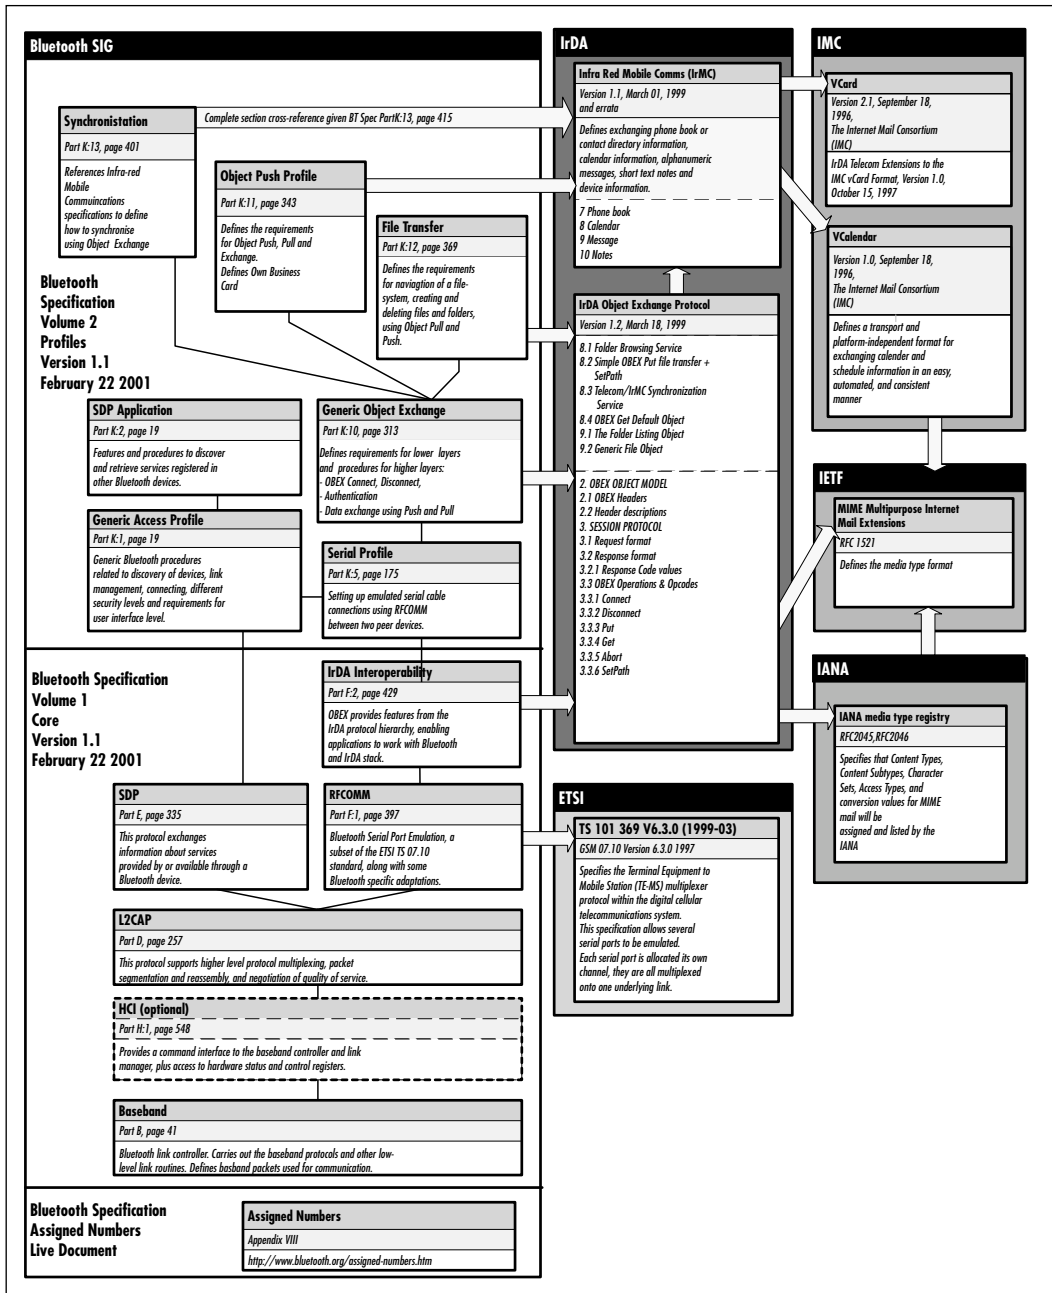 Bluetooth SIG
Synchronistation
Part K:13, page 401
References Infra-red
Mobile
Commuincations
specifications to define
how to synchronise
using Object Exchange
Complete section cross-reference given BT Spec PartK:13, page 415
Object Push Profile
Part K:11, page 343
Defines the requirements
for Object Push, Pull and
Exchange.
Defines Own Business
Card
File Transfer
Part K:12, page 369
Defines the requirements
for naviagtion of a file-
system, creating and
deleting files and folders,
using Object Pull and
Push.
Bluetooth
Specification
Volume 2
Profiles
Version 1.1
February 22 2001
SDP Application
Part K:2, page 19
Features and procedures to discover
and retrieve services registered in
other Bluetooth devices.
Generic Object Exchange
Part K:10, page 313
Defines requirements for lower layers
and procedures for higher layers:
- OBEX Connect, Disconnect,
- Authentication
- Data exchange using Push and Pull
Generic Access Profile
Part K:1, page 19
Generic Bluetooth procedures
related to discovery of devices, link
management, connecting, different
security levels and requirements for
user interface level.
Serial Profile
Part K:5, page 175
Setting up emulated serial cable
connections using RFCOMM
between two peer devices.
Bluetooth Specification
Volume 1
Core
Version 1.1
February 22 2001
IrDA Interoperability
Part F:2, page 429
OBEX provides features from the
IrDA protocol hierarchy, enabling
applications to work with Bluetooth
and IrDA stack.
SDP
Part E, page 335
This protocol exchanges
information about services
provided by or available through a
Bluetooth device.
RFCOMM
Part F:1, page 397
Bluetooth Serial Port Emulation, a
subset of the ETSI TS 07.10
standard, along with some
Bluetooth specific adaptations.
L2CAP
Part D, page 257
This protocol supports higher level protocol multiplexing, packet
segmentation and reassembly, and negotiation of quality of service.
HCI (optional)
Part H:1, page 548
Provides a command interface to the baseband controller and link
manager, plus access to hardware status and control registers.
Baseband
Part B, page 41
Bluetooth link controller. Carries out the baseband protocols and other low-
level link routines. Defines basband packets used for communication.
Bluetooth Specification
Assigned Numbers
Live Document
Assigned Numbers
Appendix VIII
http://www.bluetooth.org/assigned-numbers.htm
IrDA
Infra Red Mobile Comms (IrMC)
Version 1.1, March 01, 1999
and errata
Defines exchanging phone book or
contact directory information,
calendar information, alphanumeric
messages, short text notes and
device information.
7 Phone book
8 Calendar
9 Message
10 Notes
IrDA Object Exchange Protocol
Version 1.2, March 18, 1999
8.1 Folder Browsing Service
8.2 Simple OBEX Put file transfer +
SetPath
8.3 Telecom/IrMC Synchronization
Service
8.4 OBEX Get Default Object
9.1 The Folder Listing Object
9.2 Generic File Object
2. OBEX OBJECT MODEL
2.1 OBEX Headers
2.2 Header descriptions
3. SESSION PROTOCOL
3.1 Request format
3.2 Response format
3.2.1 Response Code values
3.3 OBEX Operations & Opcodes
3.3.1 Connect
3.3.2 Disconnect
3.3.3 Put
3.3.4 Get
3.3.5 Abort
3.3.6 SetPath
ETSI
TS 101 369 V6.3.0 (1999-03)
GSM 07.10 Version 6.3.0 1997
Specifies the Terminal Equipment to
Mobile Station (TE-MS) multiplexer
protocol within the digital cellular
telecommunications system.
This specification allows several
serial ports to be emulated.
Each serial port is allocated its own
channel, they are all multiplexed
onto one underlying link.
IMC
VCard
Version 2.1, September 18,
1996,
The Internet Mail Consortium
(IMC)
IrDA Telecom Extensions to the
IMC vCard Format, Version 1.0,
October 15, 1997
VCalendar
Version 1.0, September 18,
1996,
The Internet Mail Consortium
(IMC)
Defines a transport and
platform-independent format for
exchanging calender and
schedule information in an easy,
automated, and consistent
manner
IETF
MIME Multipurpose Internet
Mail Extensions
RFC 1521
Defines the media type format
IANA
IANA media type registry
RFC2045,RFC2046
Specifies that Content Types,
Content Subtypes, Character
Sets, Access Types, and
conversion values for MIME
mail will be
assigned and listed by the
IANA